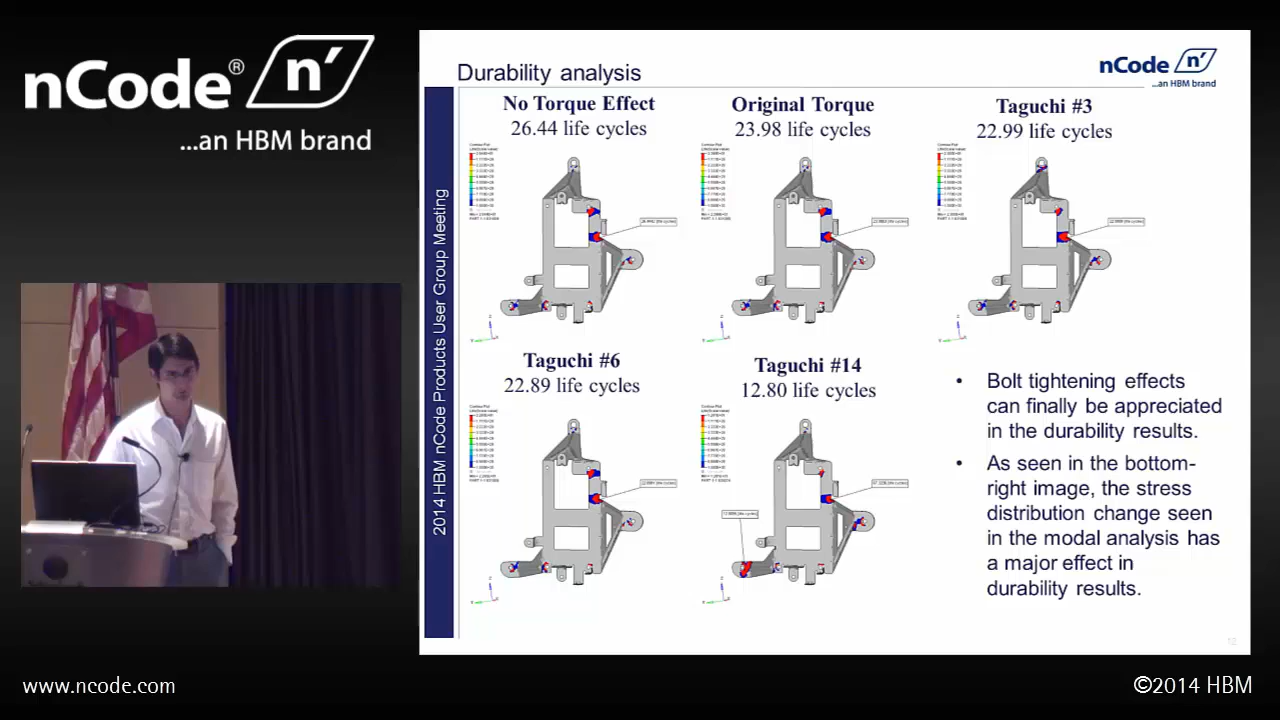 nCode® n'
...an HBM brand
Durability analysis
nCode n'
...an HBM brand
2014 HBM nCode Products User Group Meeting
No Torque Effect
26.44 life cycles
Original Torque
23.98 life cycles
Taguchi #3
22.99 life cycles
Taguchi #6
22.89 life cycles
Taguchi #14
12.80 life cycles
• Bolt tightening effects
can finally be appreciated
in the durability results.
• As seen in the bottom-
right image, the stress
distribution change seen
in the modal analysis has
a major effect in
durability results.
12
www.ncode.com
©2014 HBM